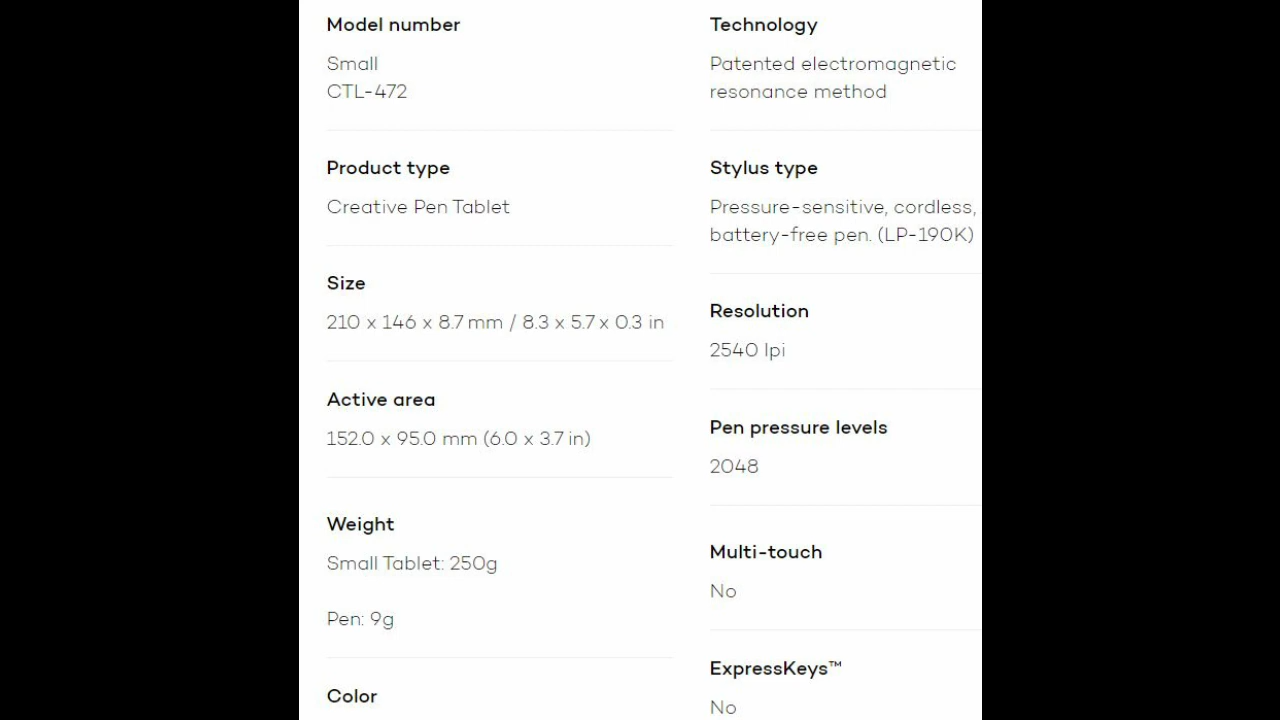 Model number
Small
CTL-472
Product type
Creative Pen Tablet
Size
210 x 146 x 8.7 mm / 8.3 x 5.7 x 0.3 in
Active area
152.0 x 95.0 mm (6.0 x 3.7 in)
Weight
Small Tablet: 250g
Pen: 9g
Color
Technology
Patented electromagnetic
resonance method
Stylus type
Pressure-sensitive, cordless,
battery-free pen. (LP-190K)
Resolution
2540 lpi
Pen pressure levels
2048
Multi-touch
No
ExpressKeys™
No